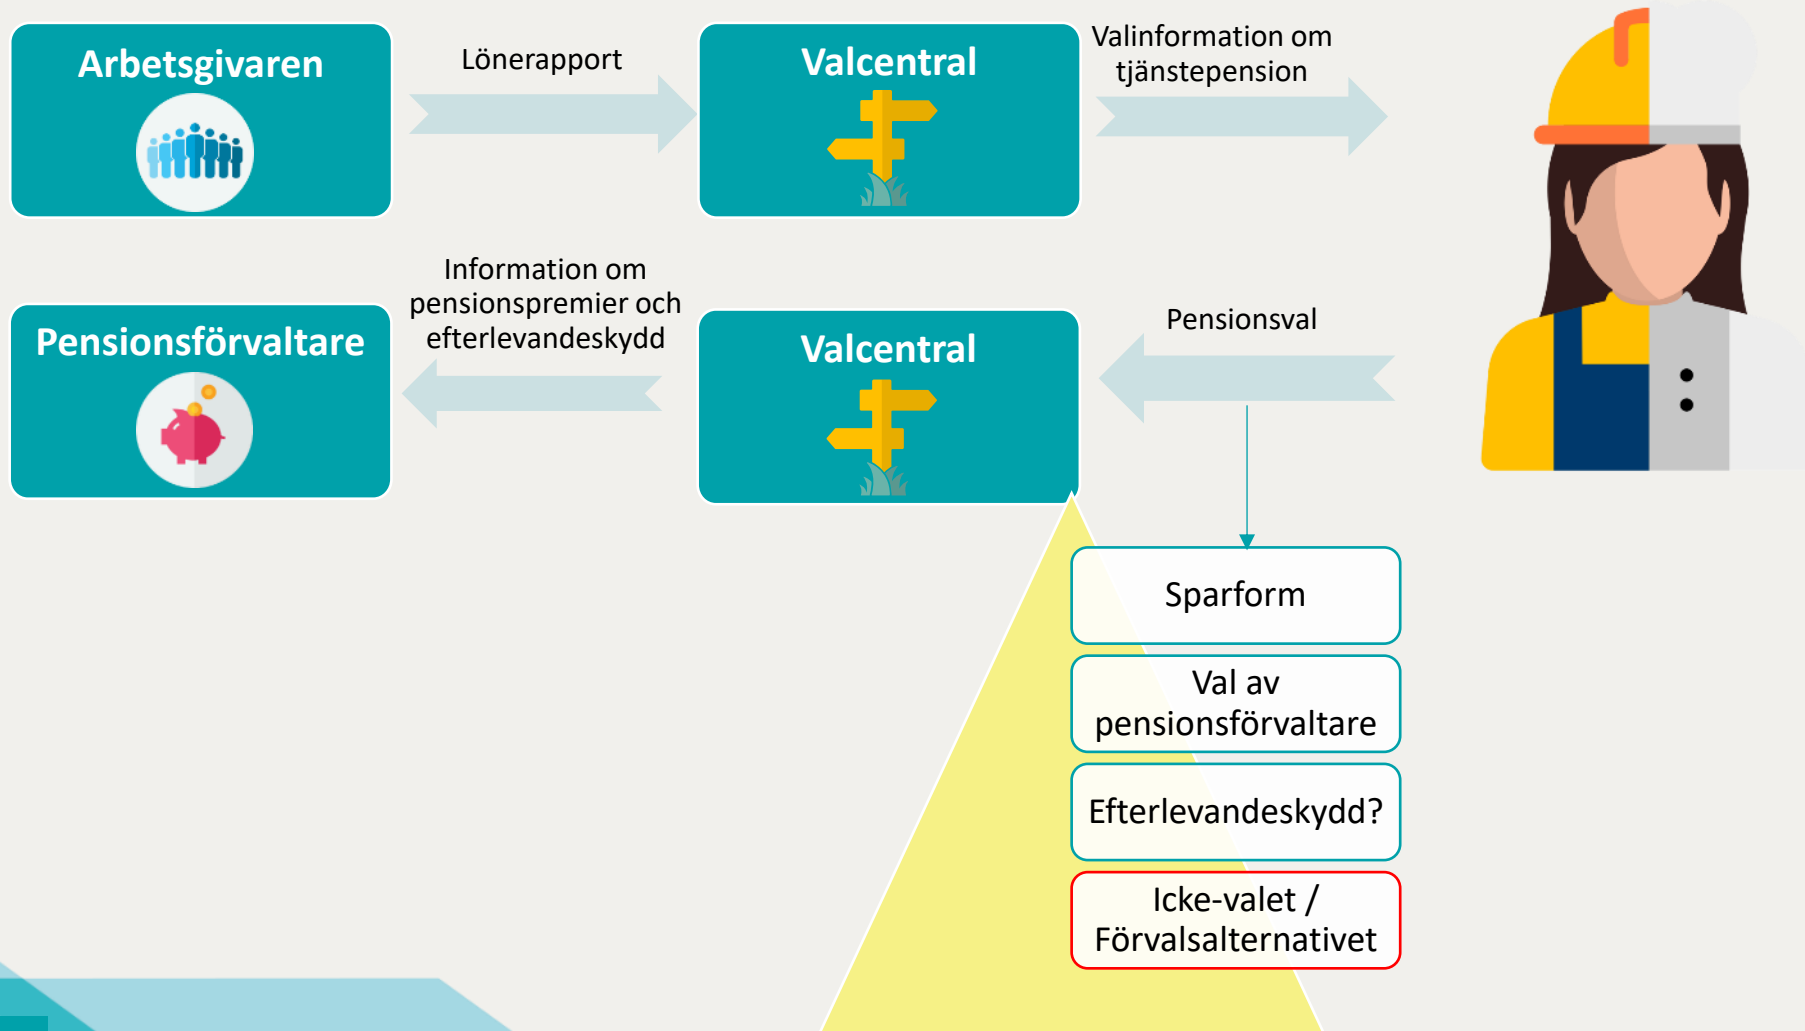 Arbetsgivaren
Lönerapport
Valcentral
Valinformation om
tjänstepension
Pensionsförvaltare
Information om
pensionspremier och
efterlevandeskydd
Valcentral
Pensionsval
Sparform
Val av
pensionsförvaltare
Efterlevandeskydd?
Icke-valet /
Förvalsalternativet